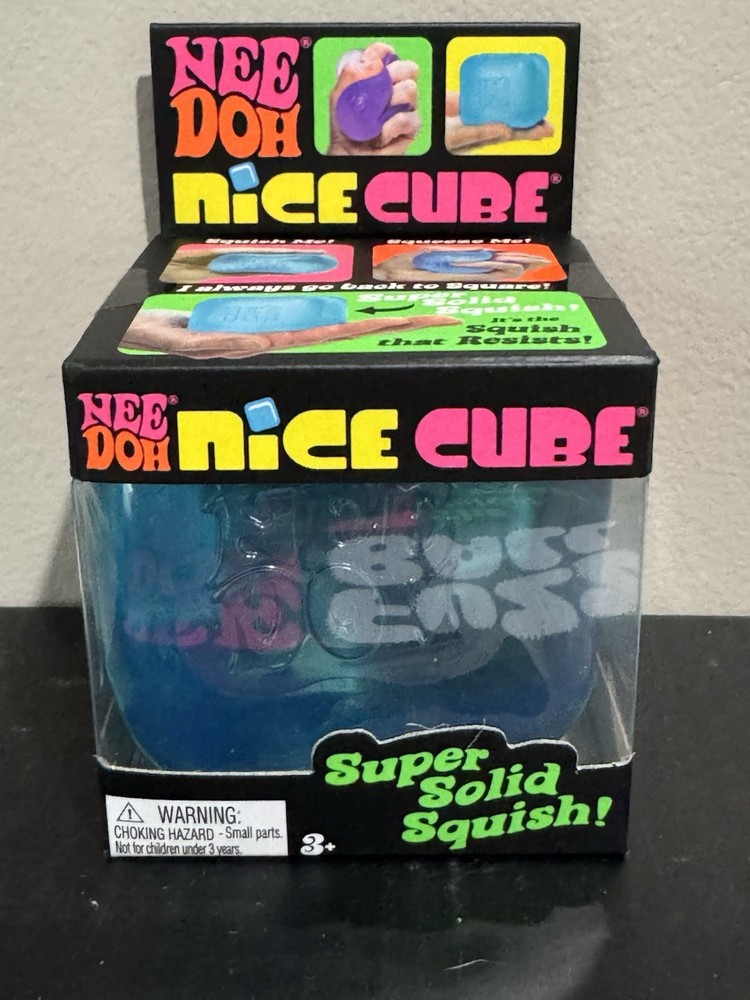 NEE®
DOH
NiCE CUBE®
Squish Me! Squeeze Me!
I always go back to Square!
Super
Solid
Squish!
It's the
Squish
that Resists!
NEE®
DOH
NiCE CUBE®
Super
Solid
Squish!
WARNING:
CHOKING HAZARD - Small parts.
Not for children under 3 years.
3+